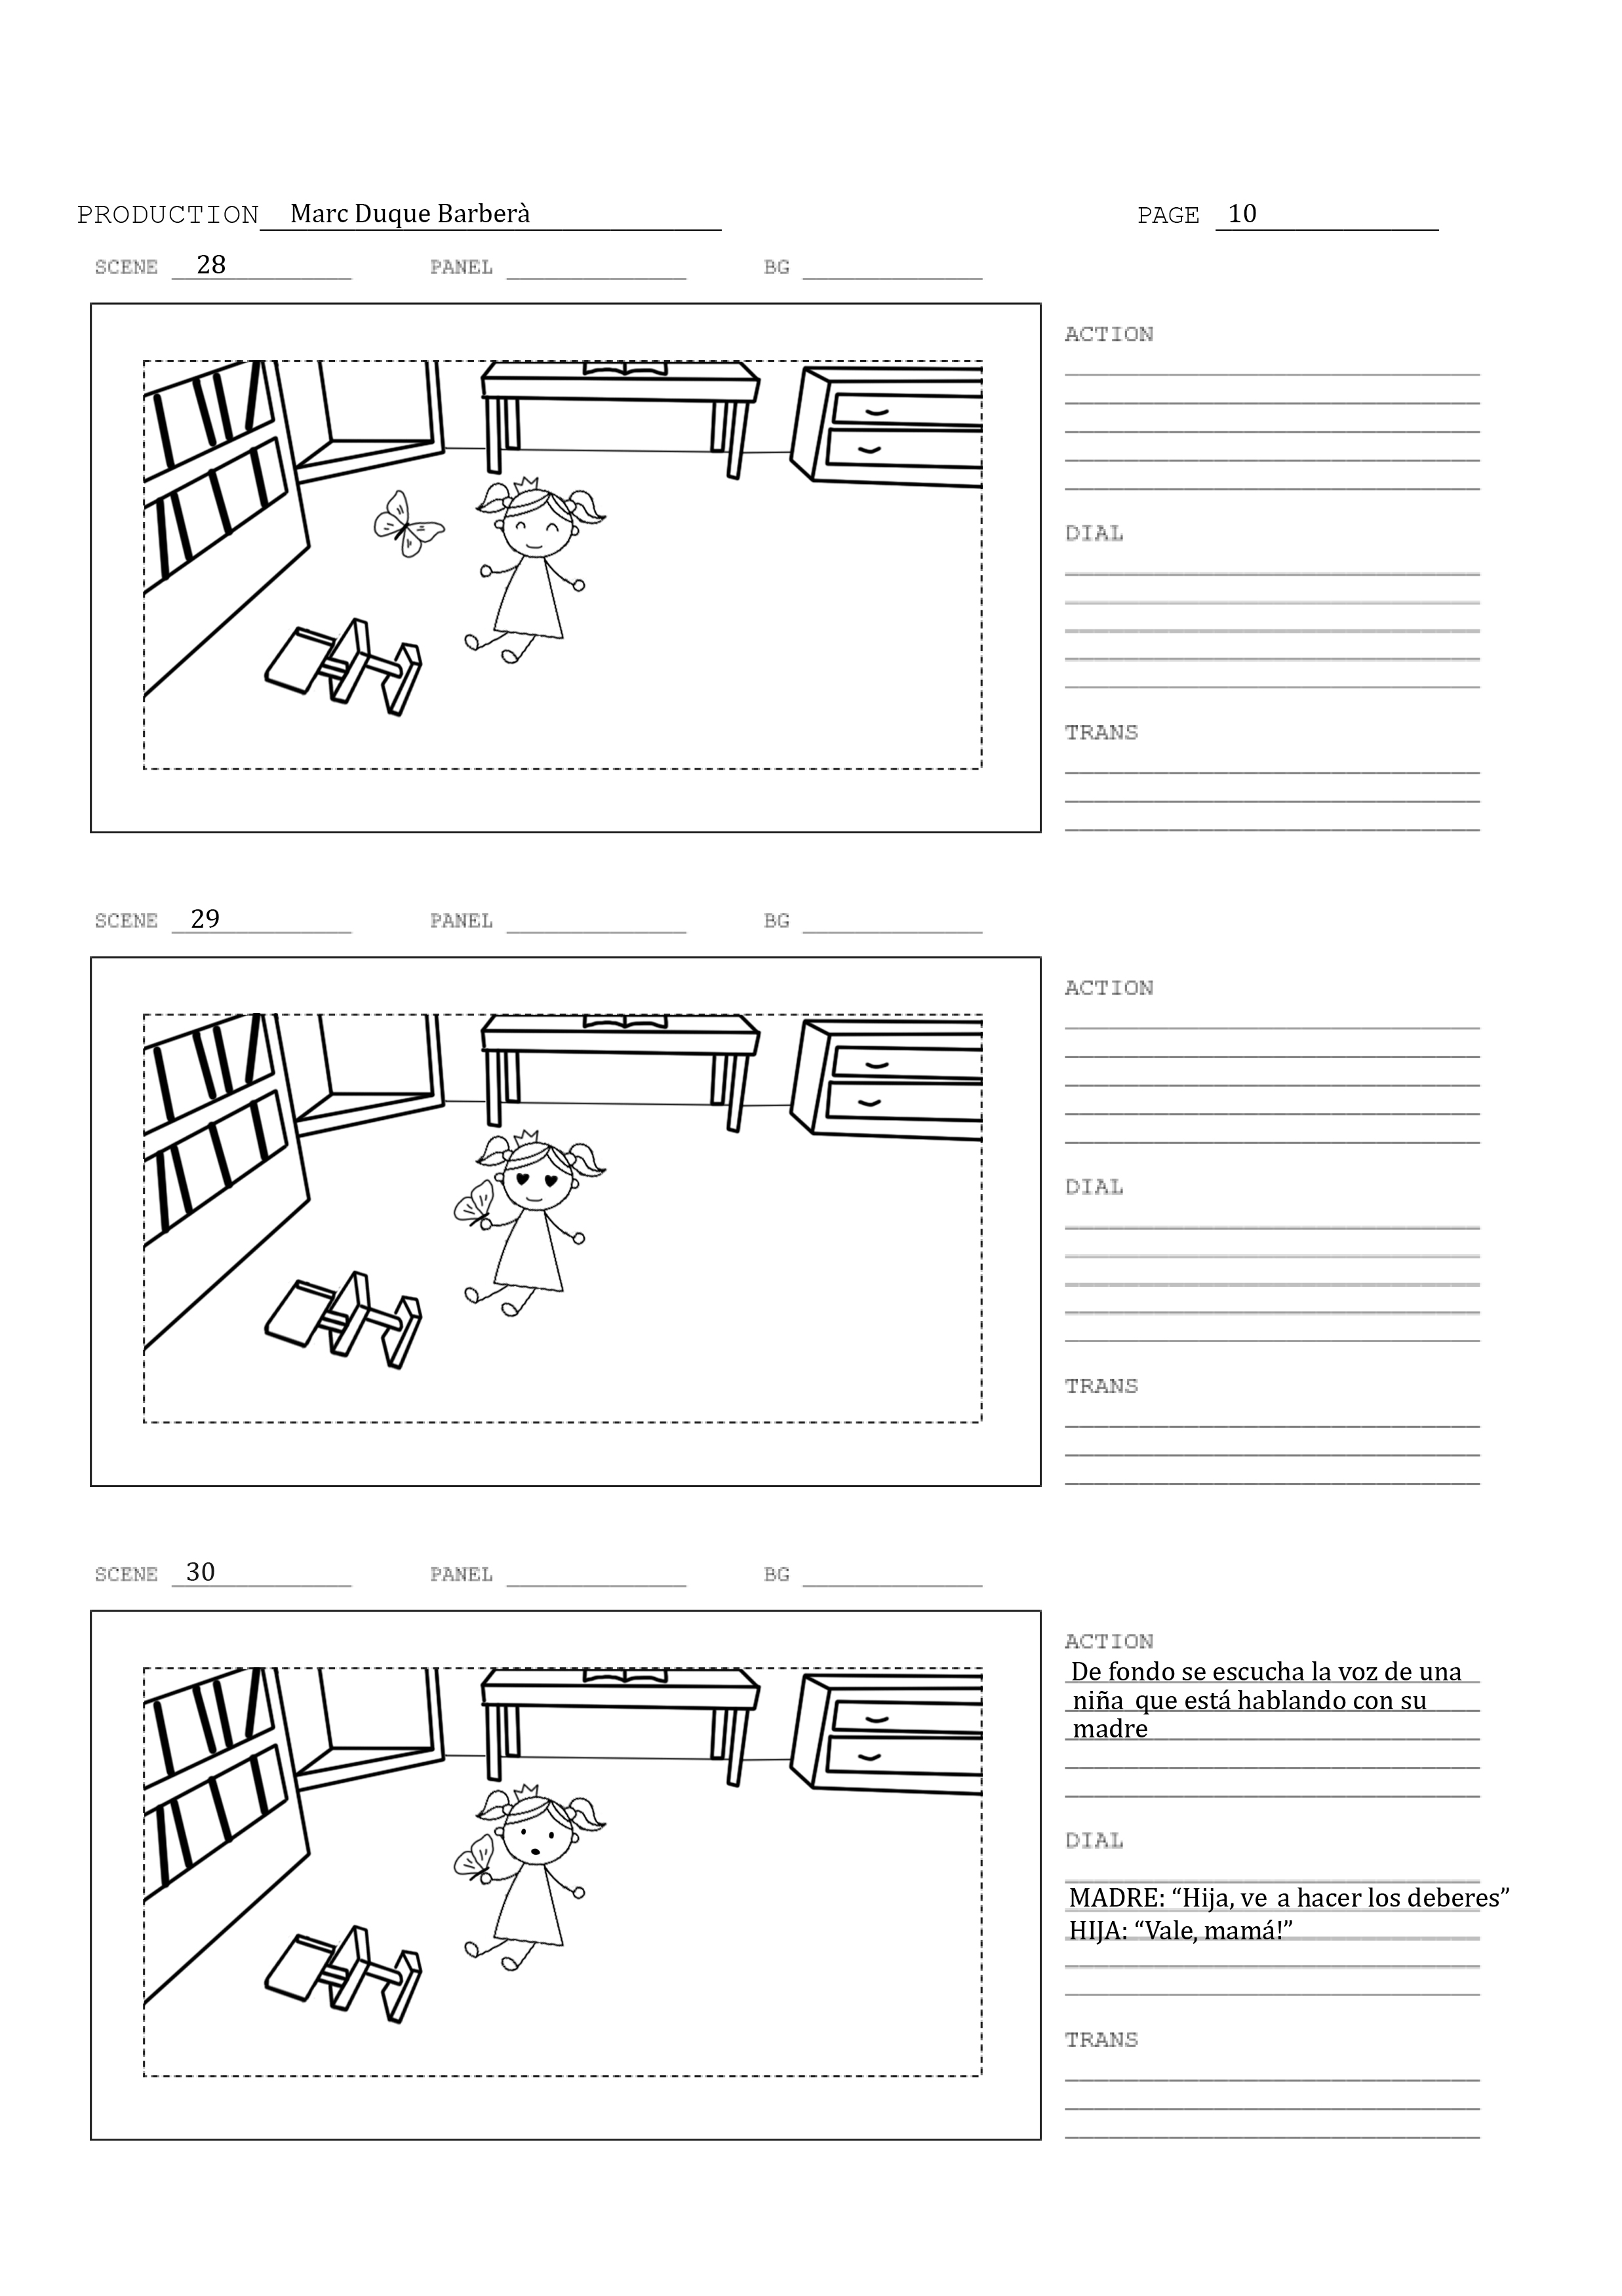 PRODUCTION Marc Duque Barberà PAGE 10
SCENE 28 PANEL BG
ACTION
DIAL
TRANS
SCENE 29 PANEL BG
ACTION
DIAL
TRANS
SCENE 30 PANEL BG
ACTION
De fondo se escucha la voz de una
niña que está hablando con su
madre
DIAL
MADRE: “Hija, ve a hacer los deberes”
HIJA: “Vale, mamá!”
TRANS